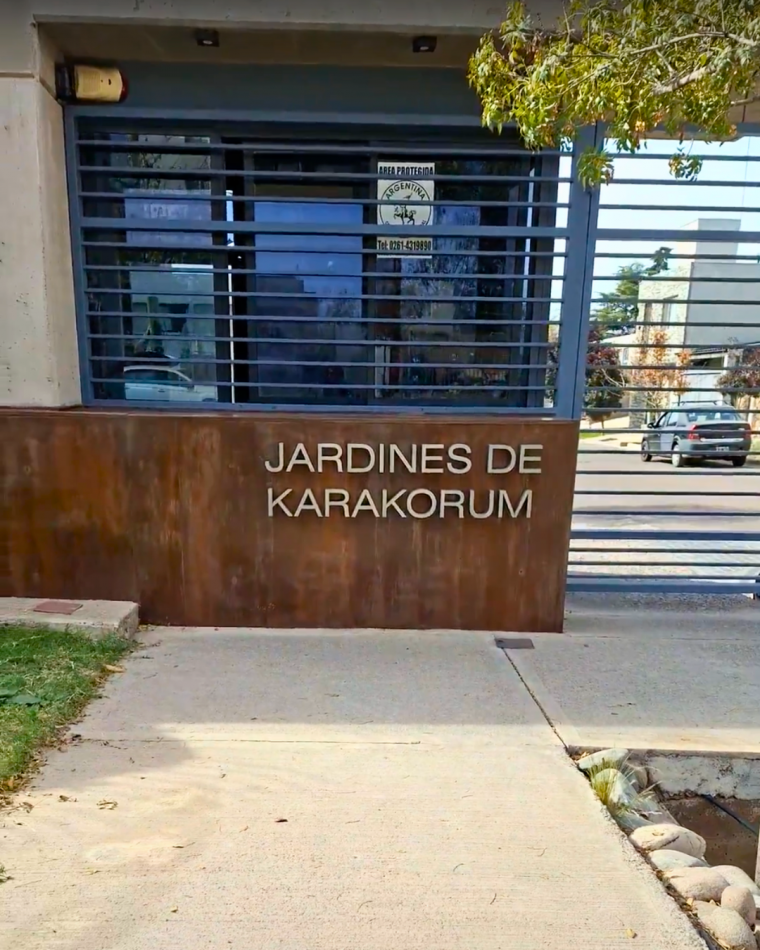 AREA PROTEGIDA
ARGENTINA
Tel: 0261-4319890
JARDINES DE
KARAKORUM